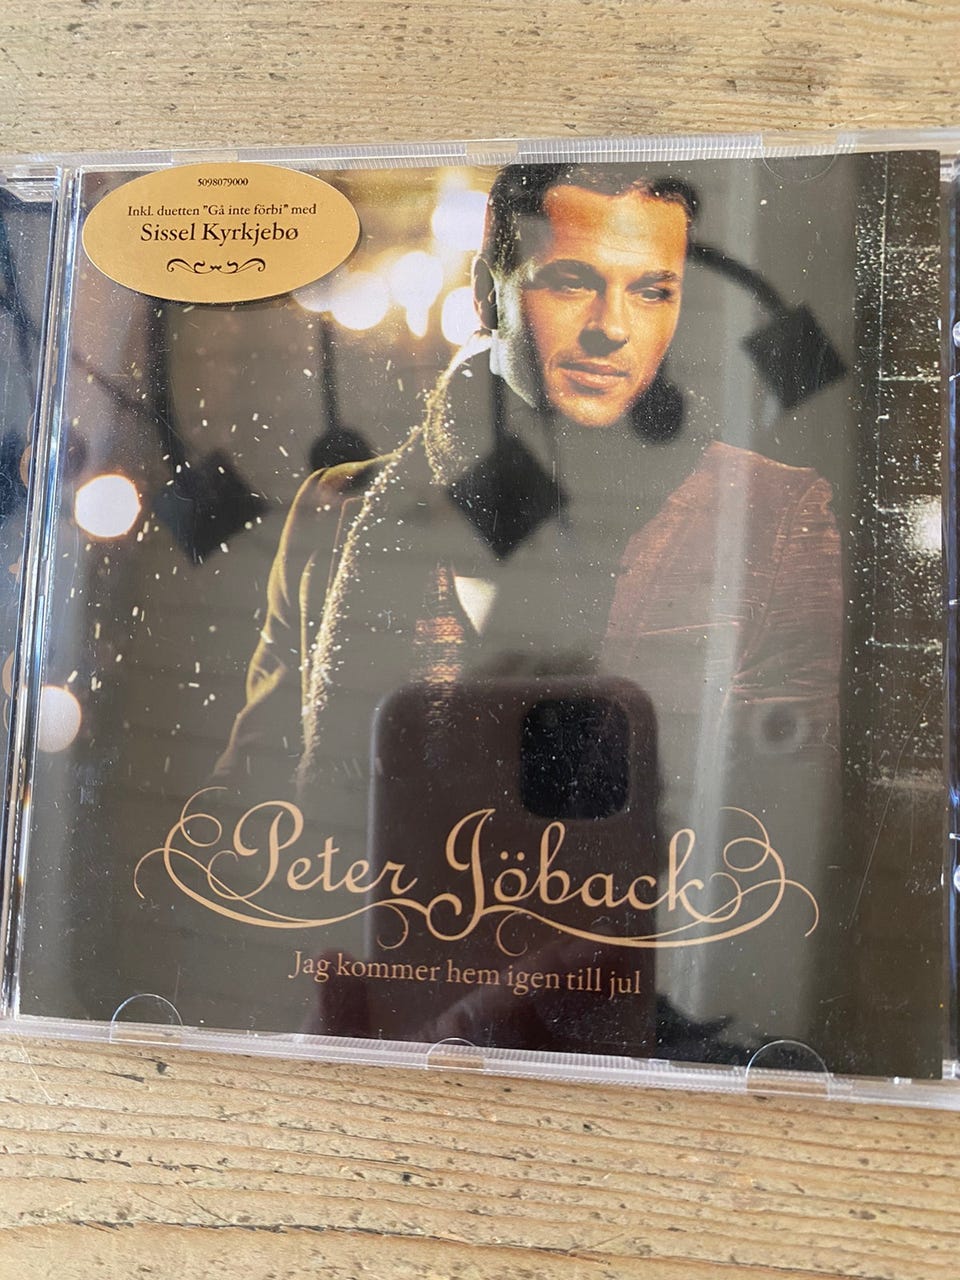 5098079000
Inkl. duetten "Gå inte förbi" med
Sissel Kyrkjebø
Peter Jöback
Jag kommer hem igen till jul